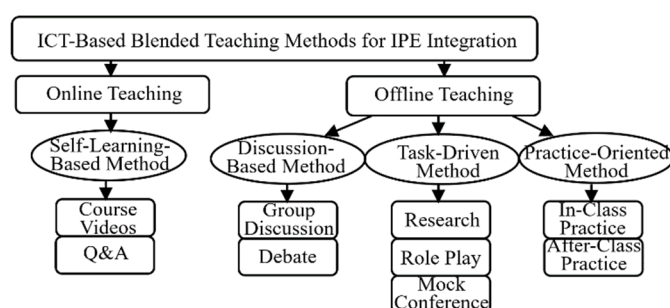 ICT-Based Blended Teaching Methods for IPE Integration
Online Teaching
Offline Teaching
Self-Learning-
Based Method
Discussion-
Based Method
Task-Driven
Method
Practice-Oriented
Method
Course
Videos
Q&A
Group
Discussion
Debate
Research
Role Play
Mock
Conference
In-Class
Practice
After-Class
Practice